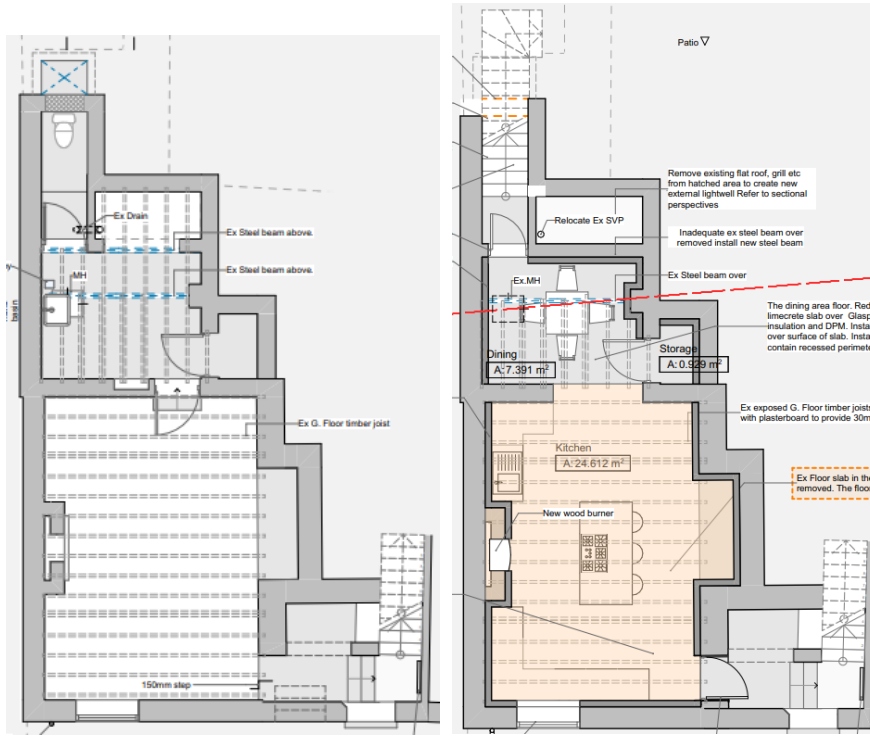 Ex Drain
Ex Steel beam above.
MH
Ex Steel beam above.
basin
Ex G. Floor timber joist
150mm step
Patio
Remove existing flat roof, grill etc
from hatched area to create new
external lightwell Refer to sectional
perspectives
Relocate Ex SVP
Inadequate ex steel beam over
removed install new steel beam
Ex.MH
Ex Steel beam over
The dining area floor. Red
limecrete slab over Glasp
insulation and DPM. Insta
over surface of slab. Insta
contain recessed perimete
Dining
A: 7.391 m²
Storage
A: 0.929 m²
Ex exposed G. Floor timber joists
with plasterboard to provide 30m
Kitchen
A: 24.612 m²
Ex Floor slab in the
removed. The floor
New wood burner